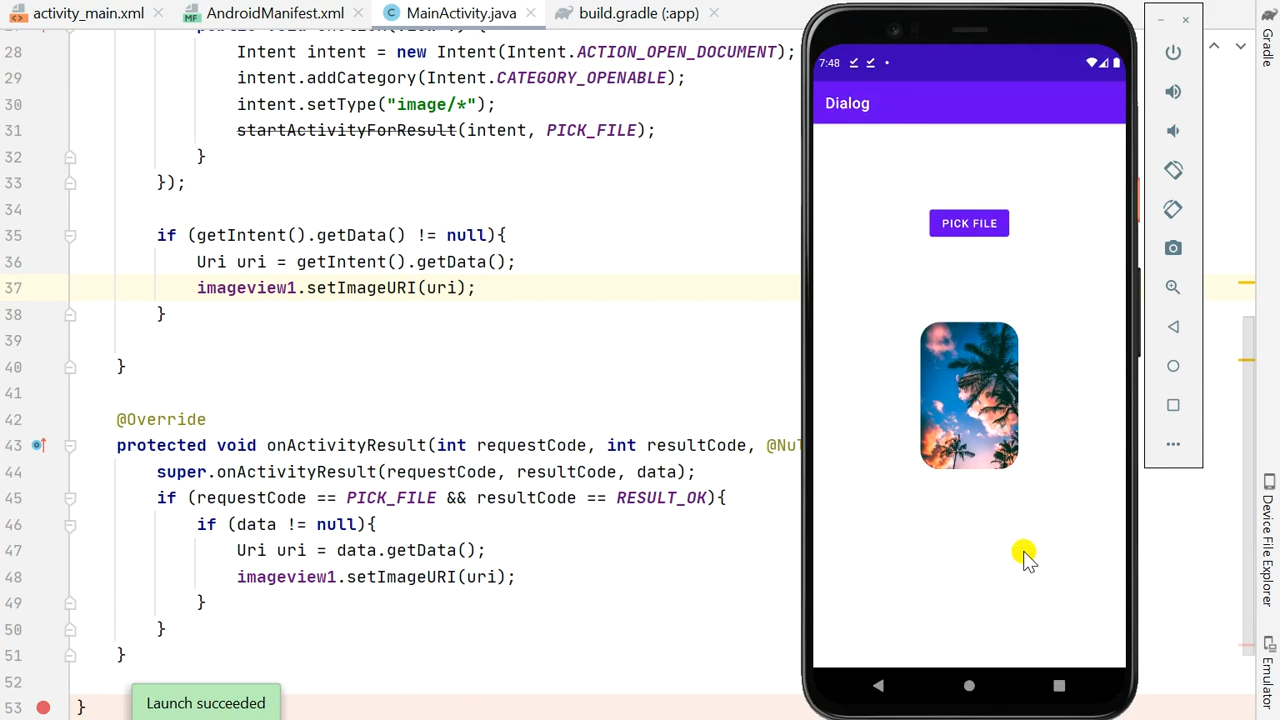 activity_main.xml
AndroidManifest.xml
MainActivity.java
build.gradle (:app)
28 Intent intent = new Intent(Intent.ACTION_OPEN_DOCUMENT);
29 intent.addCategory(Intent.CATEGORY_OPENABLE);
30 intent.setType("image/*");
31 startActivityForResult(intent, PICK_FILE);
32 }
33 });
34
35 if (getIntent().getData() != null){
36 Uri uri = getIntent().getData();
37 imageview1.setImageURI(uri);
38 }
39
40 }
41
42 @Override
43 protected void onActivityResult(int requestCode, int resultCode, @Nul
44 super.onActivityResult(requestCode, resultCode, data);
45 if (requestCode == PICK_FILE && resultCode == RESULT_OK){
46 if (data != null){
47 Uri uri = data.getData();
48 imageview1.setImageURI(uri);
49 }
50 }
51 }
52
53 }
Launch succeeded
7:48
Dialog
PICK FILE
Gradle
Device File Explorer
Emulator